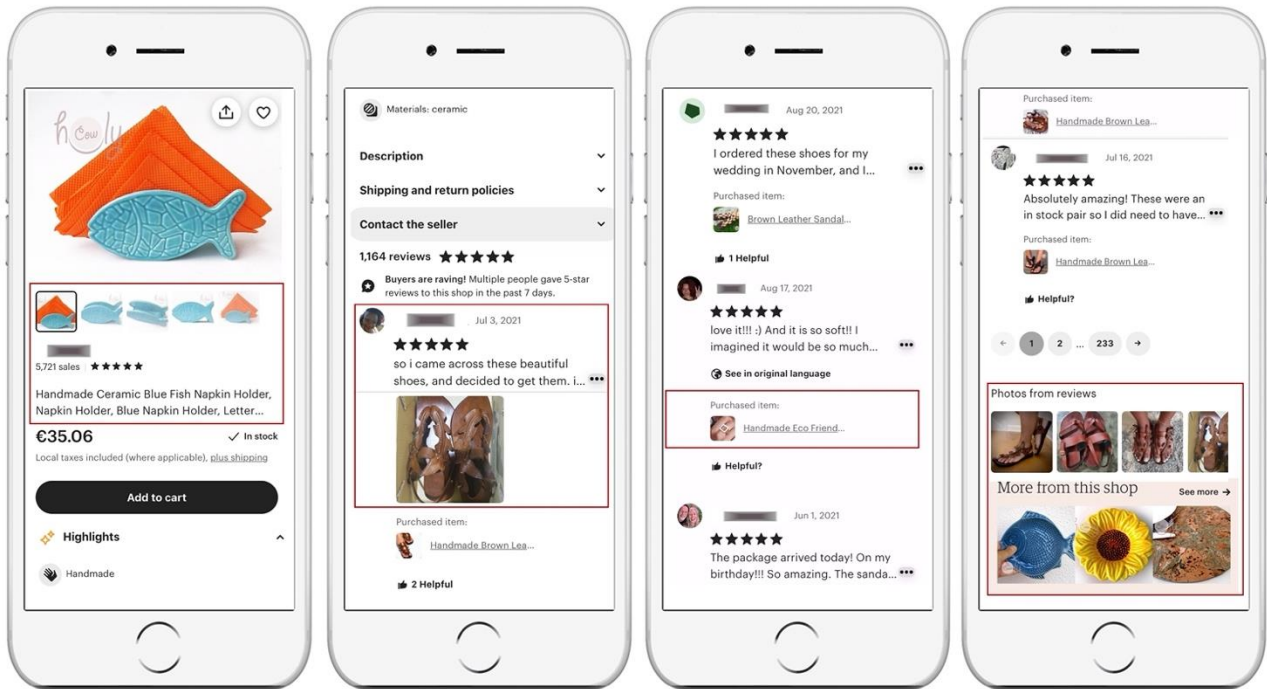 holy
Cow
5,721 sales
Handmade Ceramic Blue Fish Napkin Holder,
Napkin Holder, Blue Napkin Holder, Letter...
€35.06
In stock
Local taxes included (where applicable), plus shipping
Add to cart
Highlights
Handmade
Materials: ceramic
Description
Shipping and return policies
Contact the seller
1,164 reviews
Buyers are raving! Multiple people gave 5-star
reviews to this shop in the past 7 days.
Jul 3, 2021
so i came across these beautiful
shoes, and decided to get them. i...
Purchased item:
Handmade Brown Lea...
2 Helpful
Aug 20, 2021
I ordered these shoes for my
wedding in November, and I...
Purchased item:
Brown Leather Sandal...
1 Helpful
Aug 17, 2021
love it!!! :) And it is so soft!! I
imagined it would be so much...
See in original language
Purchased item:
Handmade Eco Friend...
Helpful?
Jun 1, 2021
The package arrived today! On my
birthday!!! So amazing. The sanda...
Purchased item:
Handmade Brown Lea...
Jul 16, 2021
Absolutely amazing! These were an
in stock pair so I did need to have...
Purchased item:
Handmade Brown Lea...
Helpful?
← 1 2 ... 233 →
Photos from reviews
More from this shop
See more →